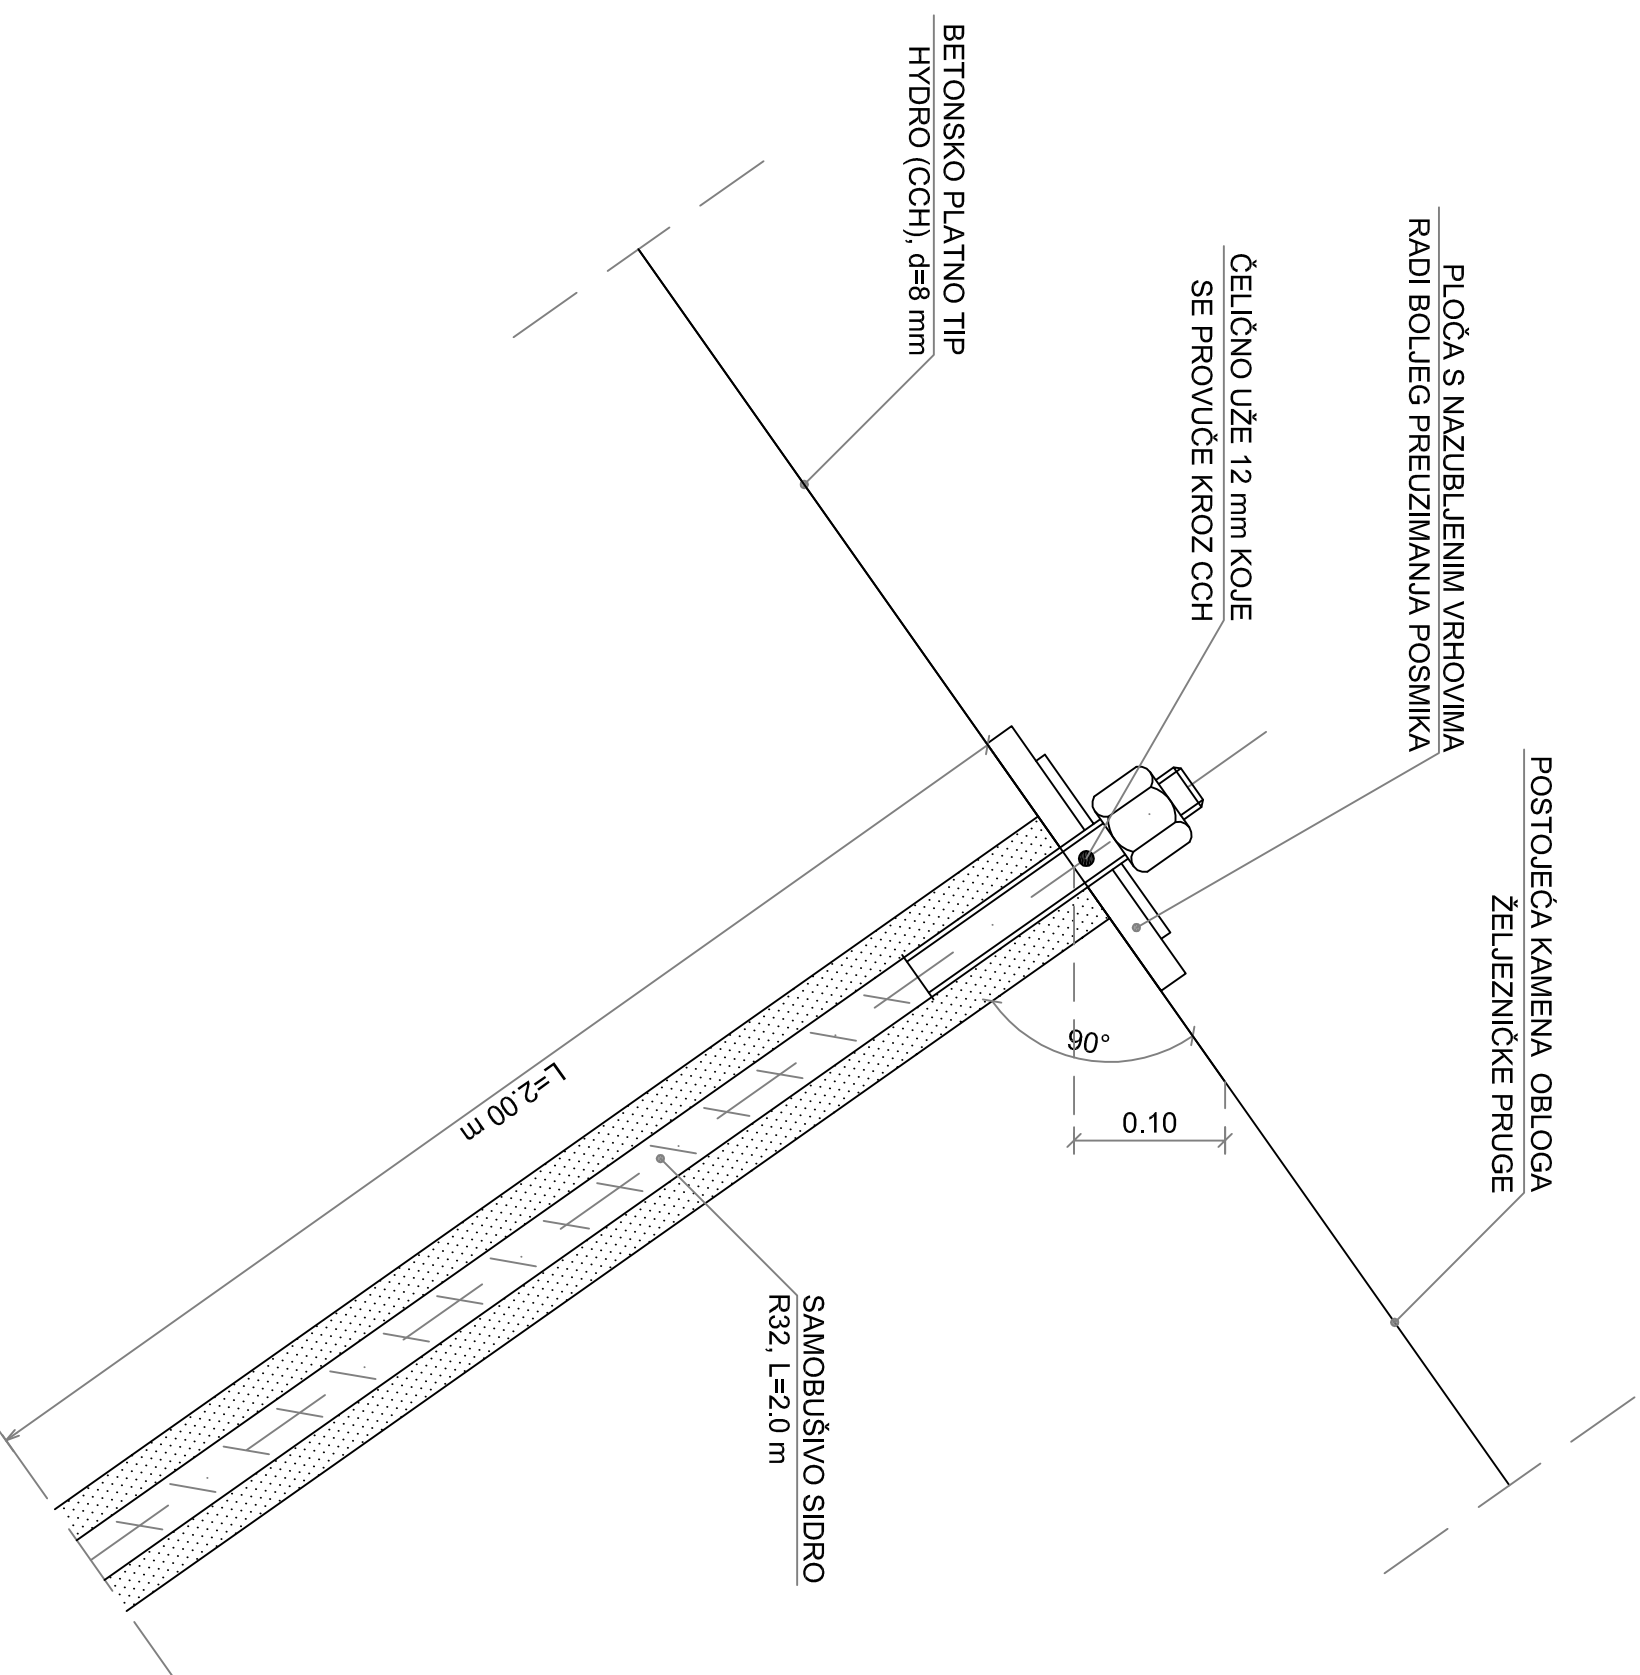 BETONSKO PLATNO TIP
HYDRO (CCH), d=8 mm
ČELIČNO UŽE 12 mm KOJE
SE PROVUČE KROZ CCH
PLOČA S NAZUBLJENIM VRHOVIMA
RADI BOLJEG PREUZIMANJA POSMIKA
POSTOJEĆA KAMENA OBLOGA
ŽELJEZNIČKE PRUGE
90°
0.10
L=2.00 m
SAMOBUŠIVO SIDRO
R32, L=2.0 m